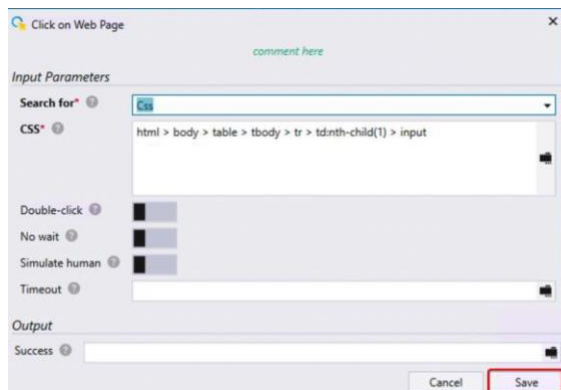 Click on Web Page
comment here
Input Parameters
Search for*
Css
CSS*
html > body > table > tbody > tr > td:nth-child(1) > input
Double-click
No wait
Simulate human
Timeout
Output
Success
Cancel
Save